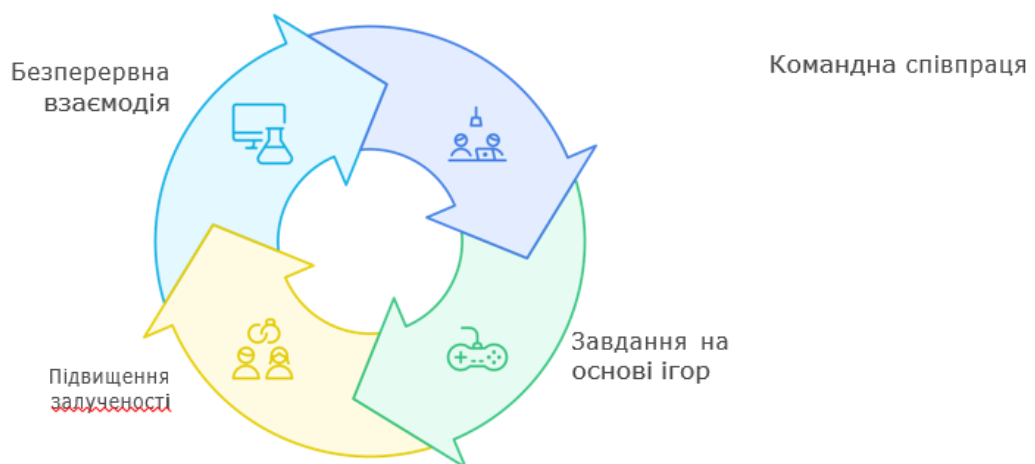 Безперервна
взаємодія
Командна співпраця
Завдання на
основі ігор
Підвищення
залученості